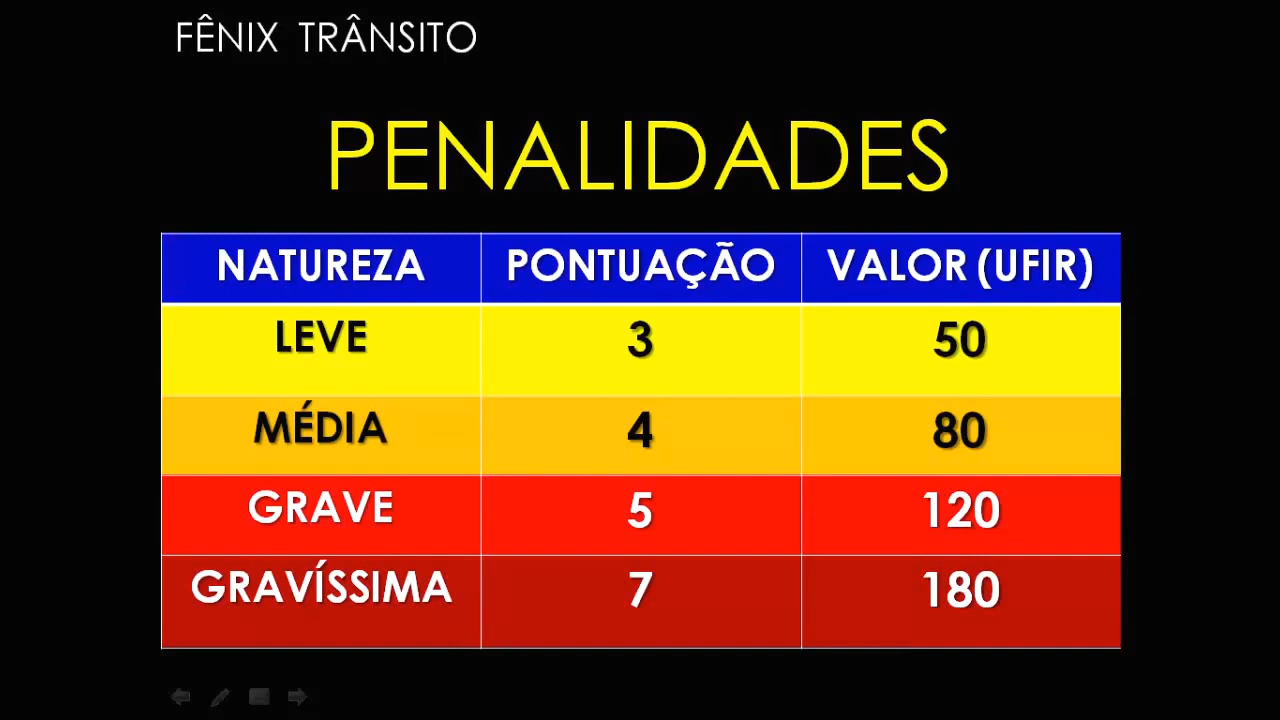 FÊNIX TRÂNSITO
PENALIDADES
NATUREZA PONTUAÇÃO VALOR (UFIR)
LEVE 3 50
MÉDIA 4 80
GRAVE 5 120
GRAVÍSSIMA 7 180